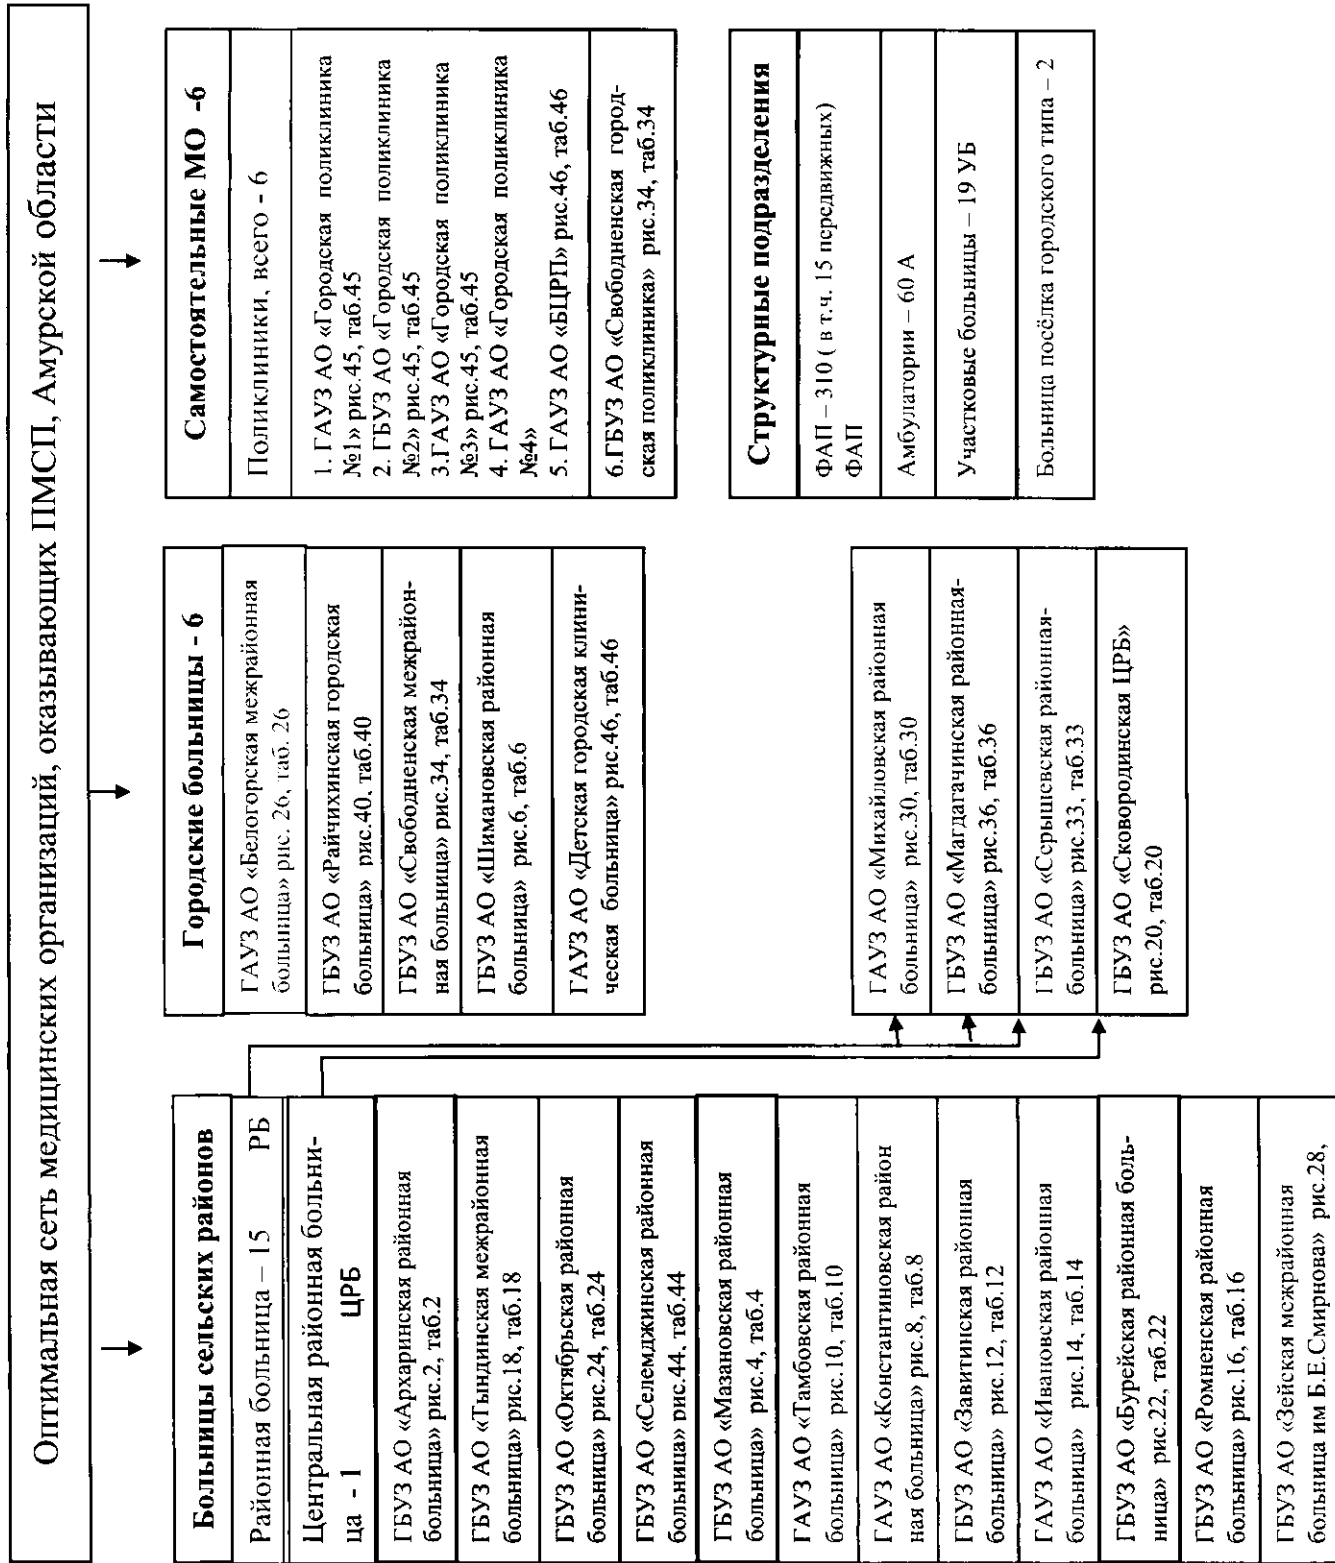 Оптимальная сеть медицинских организаций, оказывающих ПМСП, Амурской области
Больницы сельских районов
Районная больница – 15 РБ
Центральная районная больни-
ца - 1 ЦРБ
ГБУЗ АО «Архаринская районная
больница» рис.2, таб.2
ГБУЗ АО «Тындинская межрайонная
больница» рис.18, таб.18
ГБУЗ АО «Октябрьская районная
больница» рис.24, таб.24
ГБУЗ АО «Селемджинская районная
больница» рис.44. таб.44
ГБУЗ АО «Мазановская районная
больница» рис.4, таб.4
ГАУЗ АО «Тамбовская районная
больница» рис.10, таб.10
ГАУЗ АО «Константиновская район
ная больница» рис.8, таб.8
ГБУЗ АО «Завитинская районная
больница» рис.12, таб.12
ГАУЗ АО «Ивановская районная
больница» рис.14, таб.14
ГБУЗ АО «Бурейская районная боль-
ница» рис.22, таб.22
ГБУЗ АО «Ромненская районная
больница» рис.16, таб.16
ГБУЗ АО «Зейская межрайонная
больница им Б.Е.Смирнова» рис.28,
Городские больницы - 6
ГАУЗ АО «Белогорская межрайонная
больница» рис. 26, таб. 26
ГБУЗ АО «Райчихинская городская
больница» рис.40. таб.40
ГБУЗ АО «Свободненская межрайон-
ная больница» рис.34, таб.34
ГБУЗ АО «Шимановская районная
больница» рис.6, таб.6
ГАУЗ АО «Детская городская клини-
ческая больница» рис.46, таб.46
ГАУЗ АО «Михайловская районная
больница» рис.30, таб.30
ГБУЗ АО «Магдагачинская районная-
больница» рис.36, таб.36
ГБУЗ АО «Серышевская районная-
больница» рис.33, таб.33
ГБУЗ АО «Сковородинская ЦРБ»
рис.20, таб.20
Самостоятельные МО -6
Поликлиники, всего - 6
1. ГАУЗ АО «Городская поликлиника
№1» рис.45, таб.45
2. ГБУЗ АО «Городская поликлиника
№2» рис.45, таб.45
3.ГАУЗ АО «Городская поликлиника
№3» рис.45, таб.45
4. ГАУЗ АО «Городская поликлиника
№4»
5. ГАУЗ АО «БЦРП» рис.46, таб.46
6.ГБУЗ АО «Свободненская город-
ская поликлиника» рис.34, таб.34
Структурные подразделения
ФАП – 310 ( в т.ч. 15 передвижных)
ФАП
Амбулатории – 60 А
Участковые больницы – 19 УБ
Больница посёлка городского типа – 2